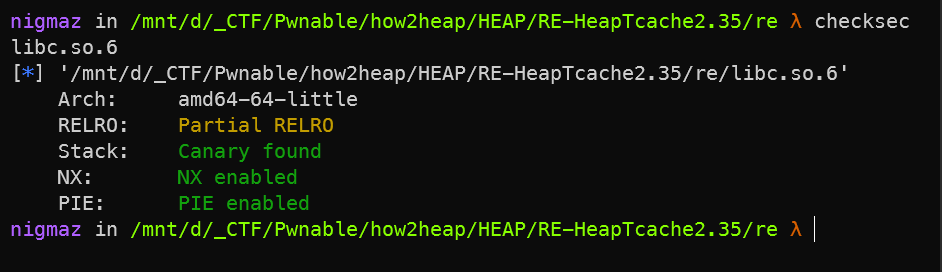 nigmaz in /mnt/d/_CTF/Pwnable/how2heap/HEAP/RE-HeapTcache2.35/re λ checksec
libc.so.6
[*] '/mnt/d/_CTF/Pwnable/how2heap/HEAP/RE-HeapTcache2.35/re/libc.so.6'
    Arch:     amd64-64-little
    RELRO:    Partial RELRO
    Stack:    Canary found
    NX:       NX enabled
    PIE:      PIE enabled
nigmaz in /mnt/d/_CTF/Pwnable/how2heap/HEAP/RE-HeapTcache2.35/re λ